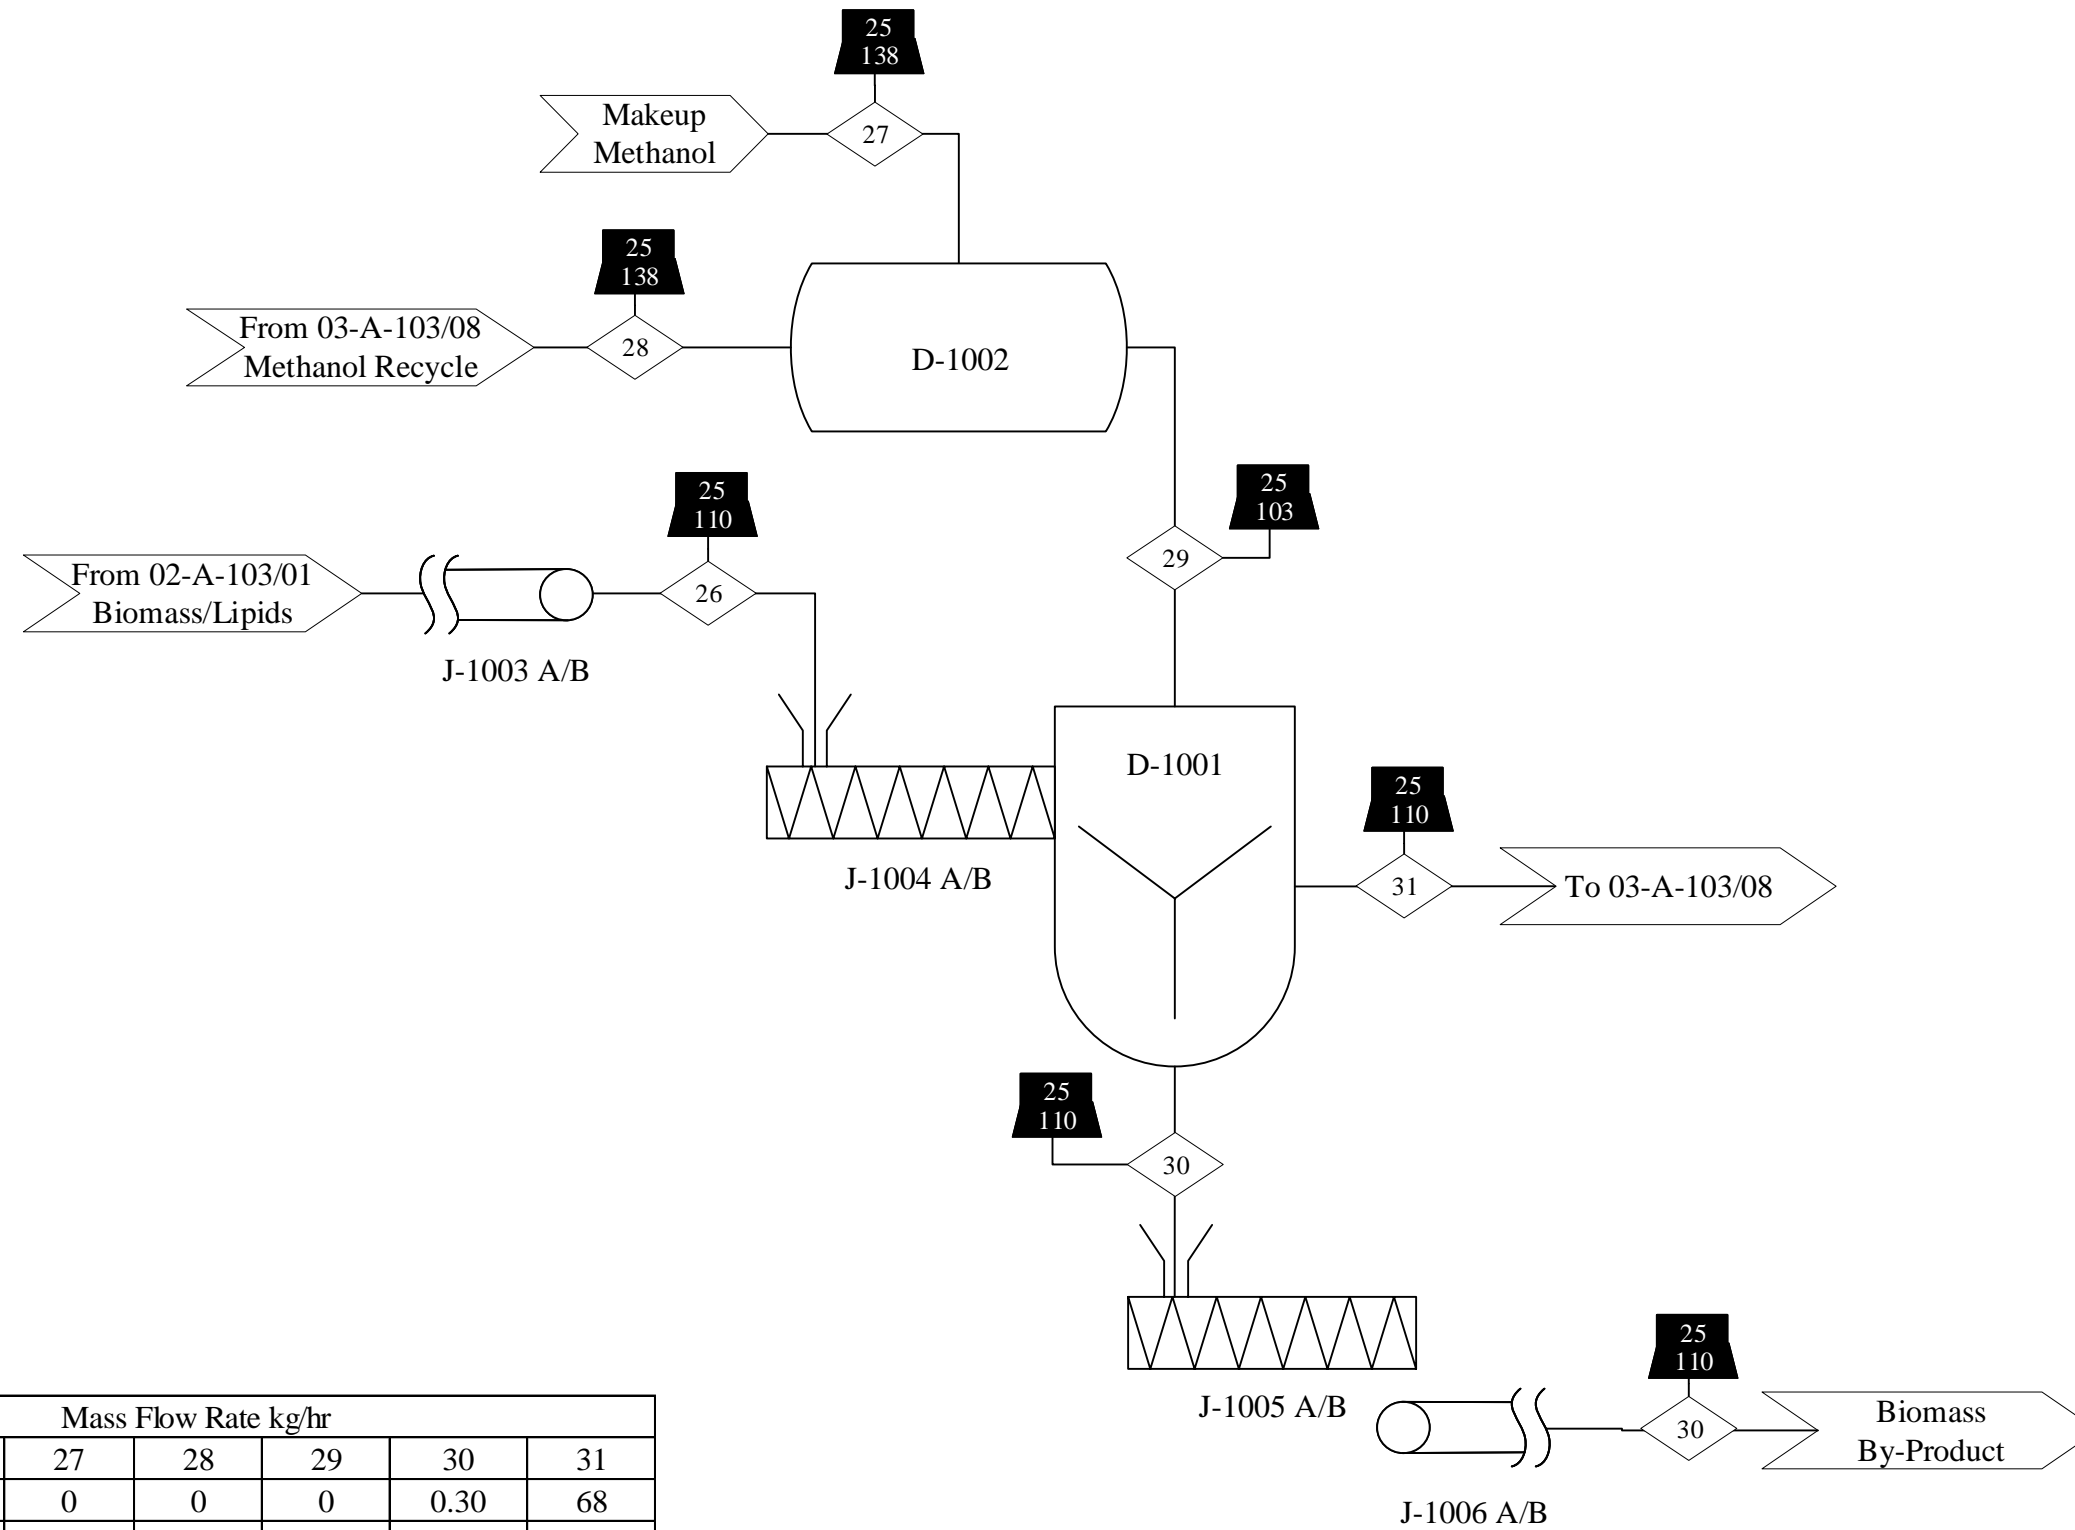 25
138
Makeup
Methanol
27
25
138
From 03-A-103/08
Methanol Recycle
28
D-1002
25
110
25
103
29
From 02-A-103/01
Biomass/Lipids
26
J-1003 A/B
D-1001
25
110
J-1004 A/B
31
To 03-A-103/08
25
110
30
25
110
J-1005 A/B
30
Biomass
By-Product
J-1006 A/B
Mass Flow Rate kg/hr
27 28 29 30 31
0 0 0 0.30 68